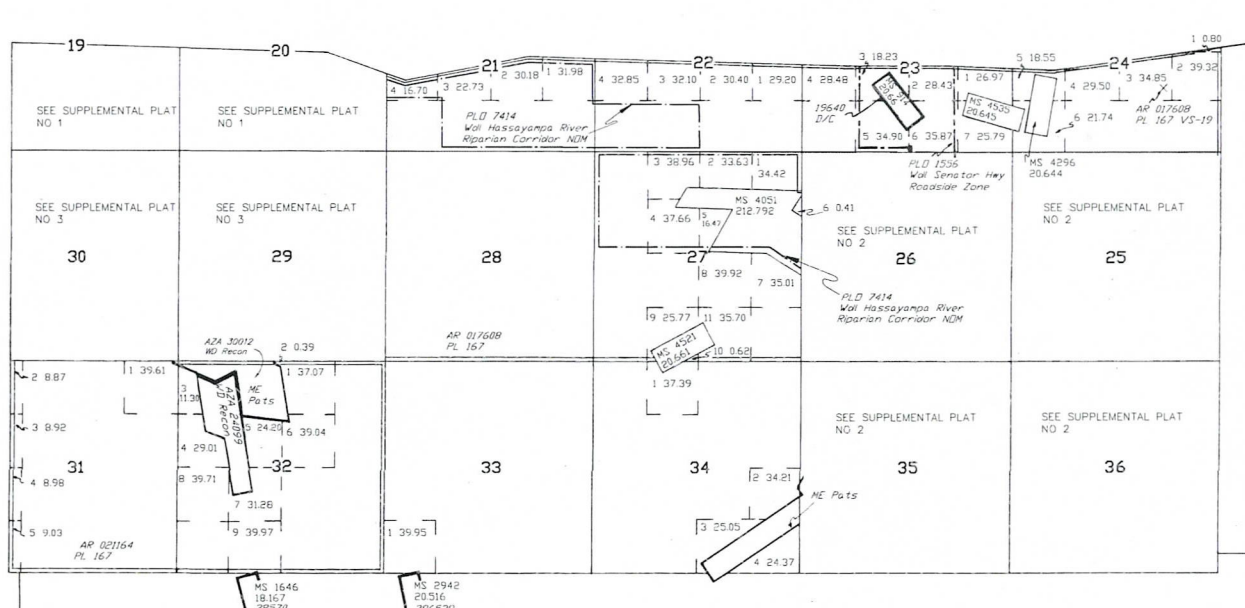 19
20
21
22
23
24
1 0.80
4 16.70
3 22.73
2 30.18
1 31.98
4 32.85
3 32.10
2 30.40
1 29.20
4 28.48
3 18.23
2 28.43
1 26.97
5 18.55
4 29.50
3 34.85
2 39.32
SEE SUPPLEMENTAL PLAT
NO 1
SEE SUPPLEMENTAL PLAT
NO 1
PLO 7414
Wdl Hassayampa River
Riparian Corridor NDM
19640
D/C
MS 914
20.66
MS 4535
20.645
AR 017608
PL 167 VS-19
5 34.90
6 35.87
7 25.79
6 21.74
PLO 1556
Wdl Senator Hwy
Roadside Zone
MS 4296
20.644
3 38.96
2 33.63
1
34.42
SEE SUPPLEMENTAL PLAT
NO 3
SEE SUPPLEMENTAL PLAT
NO 3
MS 4051
212.792
4 37.66
5
16.47
6 0.41
SEE SUPPLEMENTAL PLAT
NO 2
SEE SUPPLEMENTAL PLAT
NO 2
30
29
28
27
26
25
8 39.92
7 35.01
PLO 7414
Wdl Hassayampa River
Riparian Corridor NDM
9 25.77
11 35.70
AR 017608
PL 167
MS 4521
20.661
10 0.62
AZA 30012
WD Recon
2 0.39
2 8.87
1 39.61
3
11.30
AZA 24099
WD Recon
ME
Pats
1 37.07
1 37.39
3 8.92
5 24.20
6 39.04
SEE SUPPLEMENTAL PLAT
NO 2
SEE SUPPLEMENTAL PLAT
NO 2
4 29.01
31
32
33
34
35
36
4 8.98
8 39.71
2 34.21
7 31.28
ME Pats
5 9.03
9 39.97
1 39.95
3 25.05
AR 021164
PL 167
4 24.37
MS 1646
18.167
MS 2942
20.516